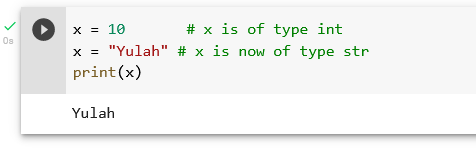 0s
x = 10       # x is of type int
x = "Yulah" # x is now of type str
print(x)
Yulah